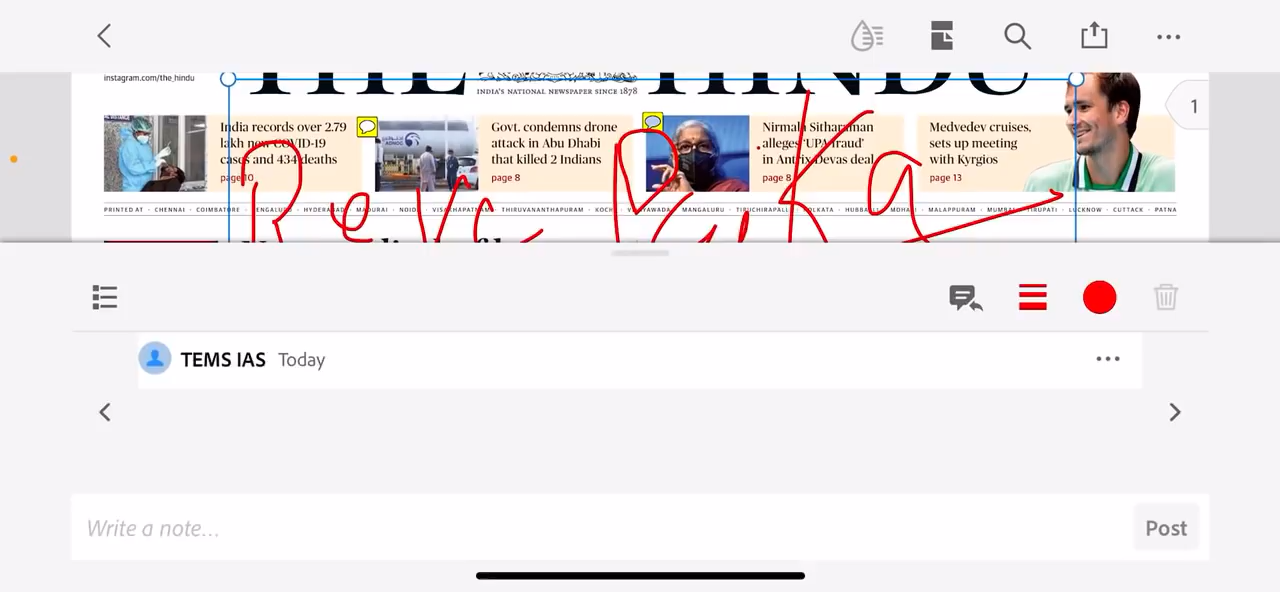 instagram.com/the_hindu
THE HINDU
INDIA'S NATIONAL NEWSPAPER SINCE 1878
1
India records over 2.79
lakh new COVID-19
cases and 434 deaths
page 10
Govt. condemns drone
attack in Abu Dhabi
that killed 2 Indians
page 8
Nirmala Sitharaman
alleges 'UPA fraud'
in Antrix-Devas deal
page 8
Medvedev cruises,
sets up meeting
with Kyrgios
page 13
PRINTED AT · CHENNAI · COIMBATORE · BENGALURU · HYDERABAD · MADURAI · NOIDA · VISAKHAPATNAM · THIRUVANANTHAPURAM · KOCHI · VIJAYAWADA · MANGALURU · TIRUCHIRAPALLI · KOLKATA · HUBBALLI · MOHALI · MALAPPURAM · MUMBAI · TIRUPATI · LUCKNOW · CUTTACK · PATNA
TEMS IAS Today
Write a note...
Post